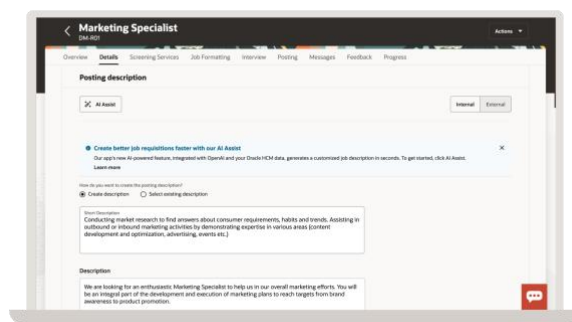 Marketing Specialist
DM-R01
Actions
Overview Details Screening Services Job Formatting Interview Posting Messages Feedback Progress
Posting description
AI Assist
Internal External
Create better job requisitions faster with our AI Assist
Our app's new AI-powered feature, integrated with OpenAI and your Oracle HCM data, generates a customized job description in seconds. To get started, click AI Assist.
Learn more
How do you want to create the posting description?
Create description Select existing description
Short Description
Conducting market research to find answers about consumer requirements, habits and trends. Assisting in
outbound or inbound marketing activities by demonstrating expertise in various areas (content
development and optimization, advertising, events etc.)
Description
We are looking for an enthusiastic Marketing Specialist to help us in our overall marketing efforts. You will
be an integral part of the development and execution of marketing plans to reach targets from brand
awareness to product promotion.